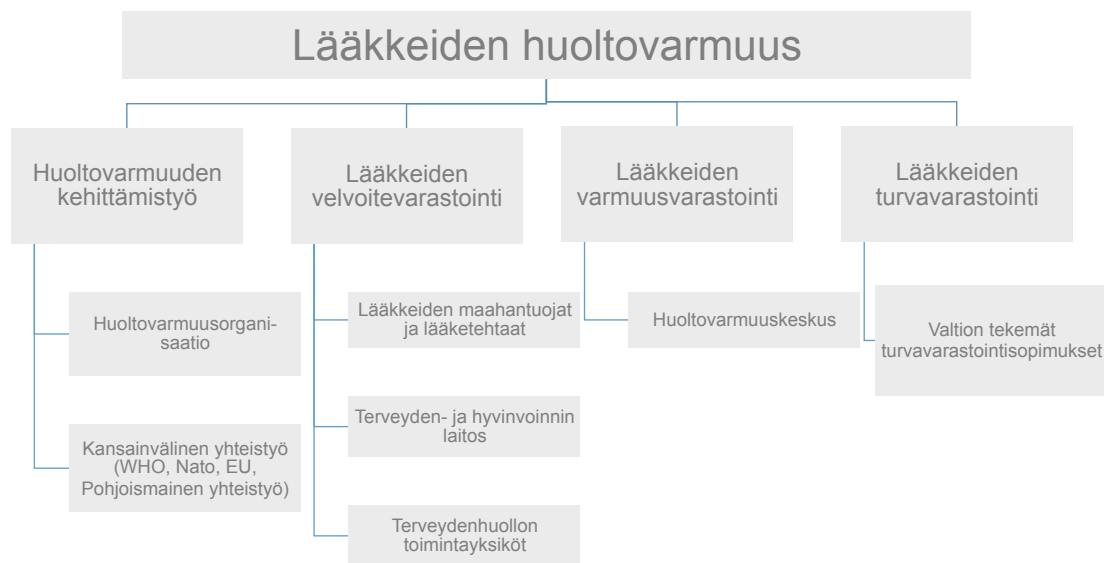 Lääkkeiden huoltovarmuus
Huoltovarmuuden
kehittämistyö
Huoltovarmuusorgani-
saatio
Kansainvälinen yhteistyö
(WHO, Nato, EU,
Pohjoismainen yhteistyö)
Lääkkeiden
velvoitevarastointi
Lääkkeiden maahantuojat
ja lääketehtaat
Terveyden- ja hyvinvoinnin
laitos
Terveydenhuollon
toimintayksiköt
Lääkkeiden
varmuusvarastointi
Huoltovarmuuskeskus
Lääkkeiden
turvavarastointi
Valtion tekemät
turvavarastointisopimukset